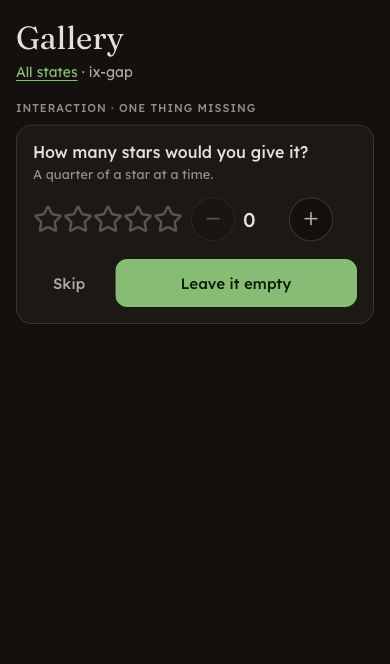 Gallery
All states · ix-gap
INTERACTION · ONE THING MISSING
How many stars would you give it?
A quarter of a star at a time.
− 0 +
Skip Leave it empty